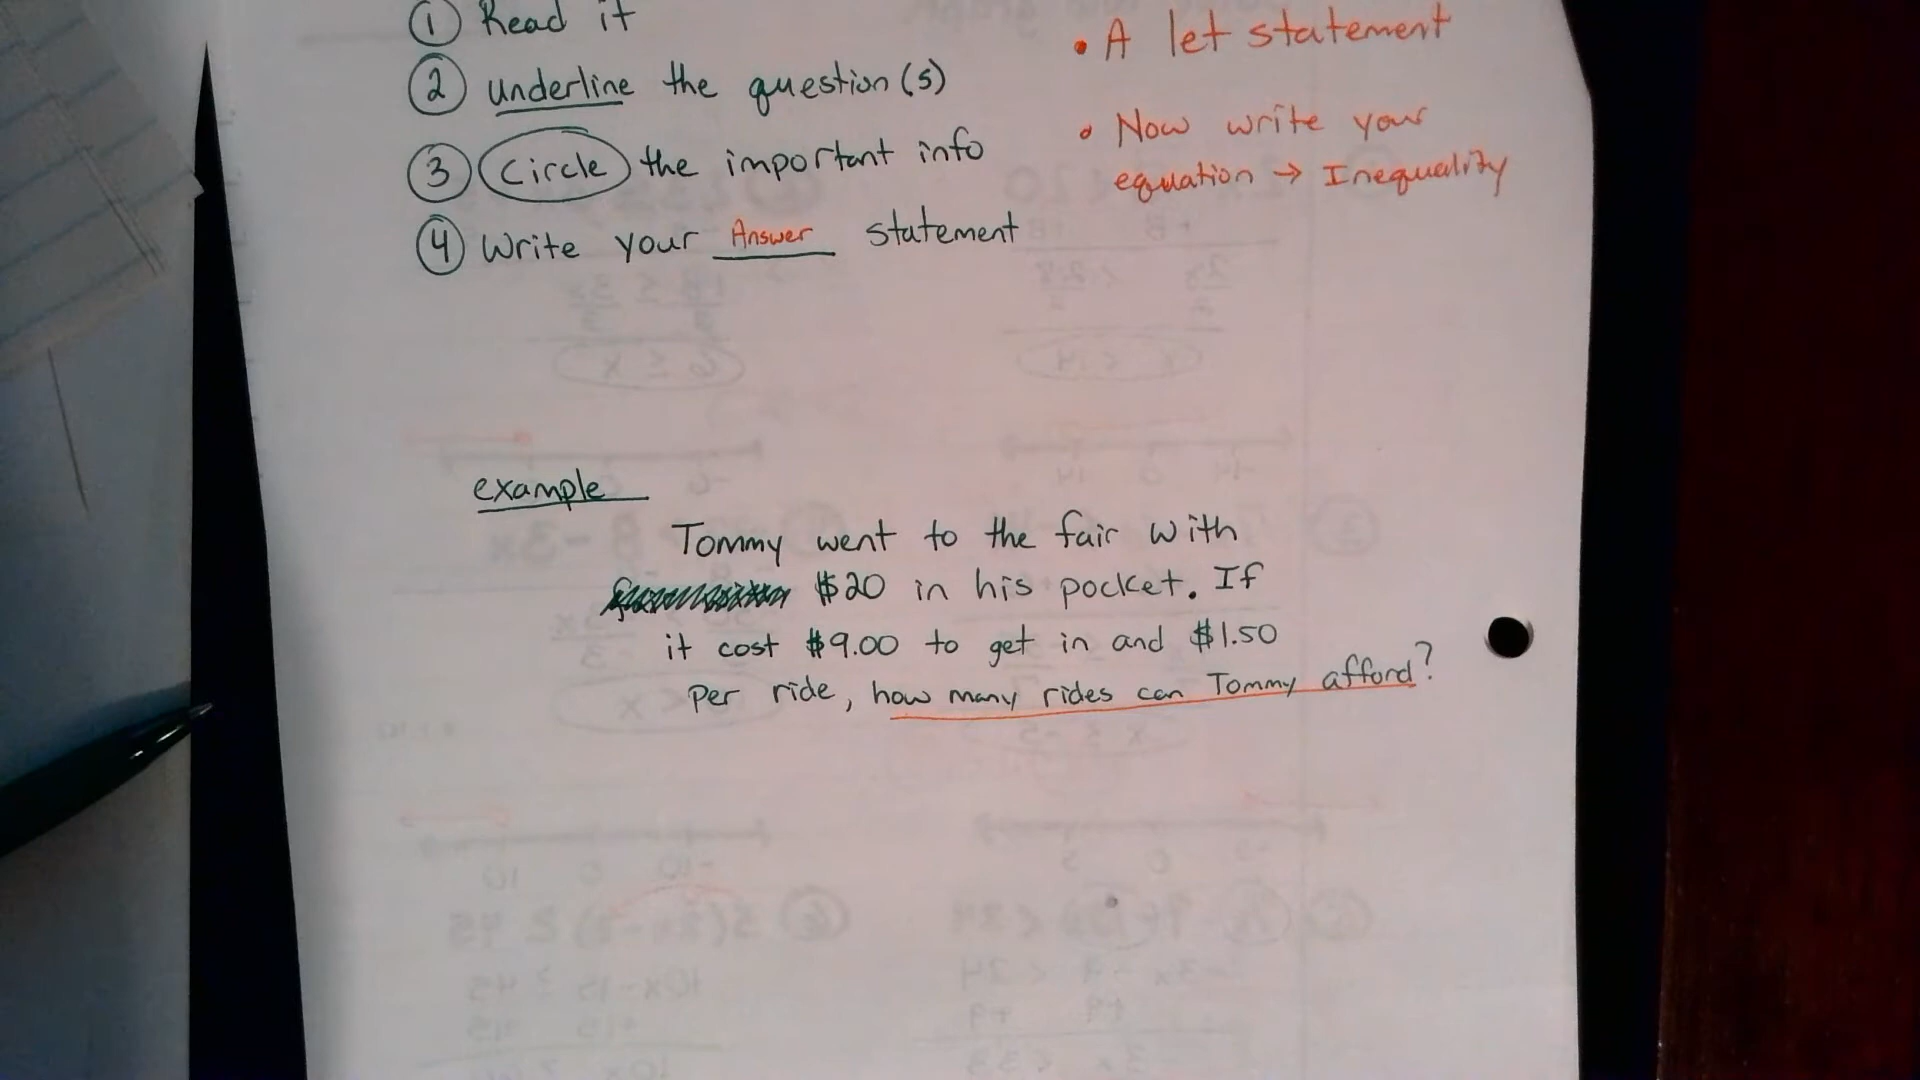 ① Read it
② underline the question(s)
③ Circle the important info
④ Write your Answer statement
• A let statement
• Now write your
equation → Inequality
example
Tommy went to the fair with
$20 in his pocket. If
it cost $9.00 to get in and $1.50
per ride, how many rides can Tommy afford?